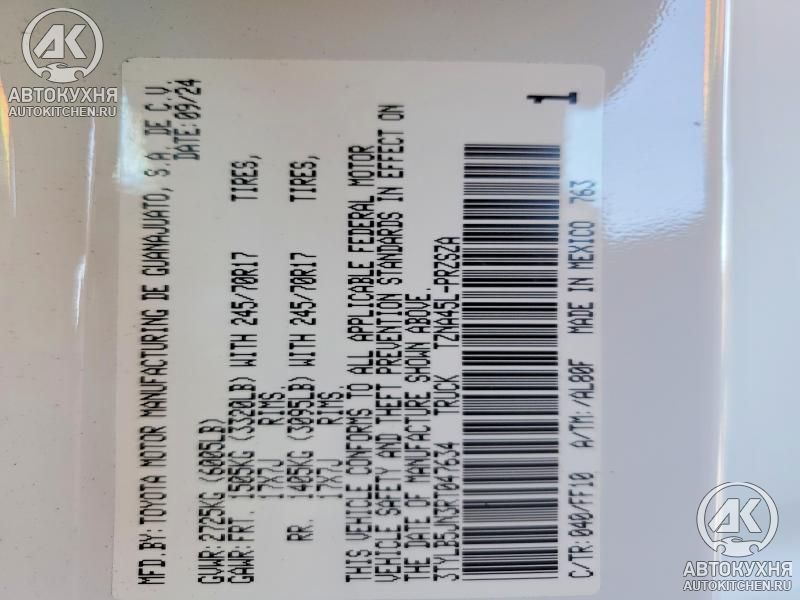 MFD.BY:TOYOTA MOTOR MANUFACTURING DE GUANAJUATO, S.A. DE C.V.
DATE:09/24
GVWR:2725KG (6005LB)
GAWR:FRT. 1505KG (3320LB) WITH 245/70R17 TIRES,
17X7J RIMS,
RR. 1405KG (3095LB) WITH 245/70R17 TIRES,
17X7J RIMS,
THIS VEHICLE CONFORMS TO ALL APPLICABLE FEDERAL MOTOR
VEHICLE SAFETY AND THEFT PREVENTION STANDARDS IN EFFECT ON
THE DATE OF MANUFACTURE SHOWN ABOVE.
3TYLB5JN3RT047634 TRUCK TZNA45L-PRZSZA
C/TR:040/FF10 A/TM:/AL80F MADE IN MEXICO 763
1
АК
АВТОКУХНЯ
AUTOKITCHEN.RU
АК
АВТОКУХНЯ
AUTOKITCHEN.RU